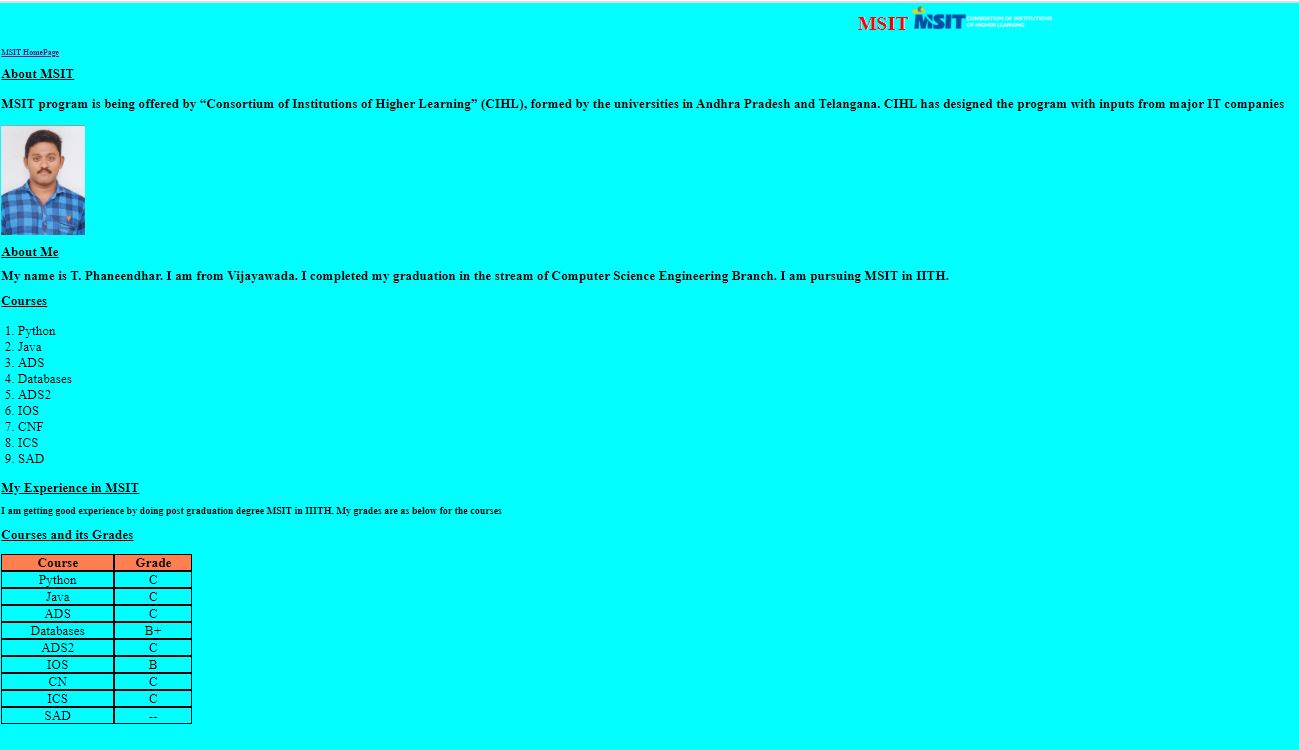 MSIT MSIT CONSORTIUM OF INSTITUTIONS
OF HIGHER LEARNING
MSIT HomePage
About MSIT
MSIT program is being offered by “Consortium of Institutions of Higher Learning” (CIHL), formed by the universities in Andhra Pradesh and Telangana. CIHL has designed the program with inputs from major IT companies
About Me
My name is T. Phaneendhar. I am from Vijayawada. I completed my graduation in the stream of Computer Science Engineering Branch. I am pursuing MSIT in IITH.
Courses
1. Python
2. Java
3. ADS
4. Databases
5. ADS2
6. IOS
7. CNF
8. ICS
9. SAD
My Experience in MSIT
I am getting good experience by doing post graduation degree MSIT in IIITH. My grades are as below for the courses
Courses and its Grades
Course Grade
Python C
Java C
ADS C
Databases B+
ADS2 C
IOS B
CN C
ICS C
SAD --